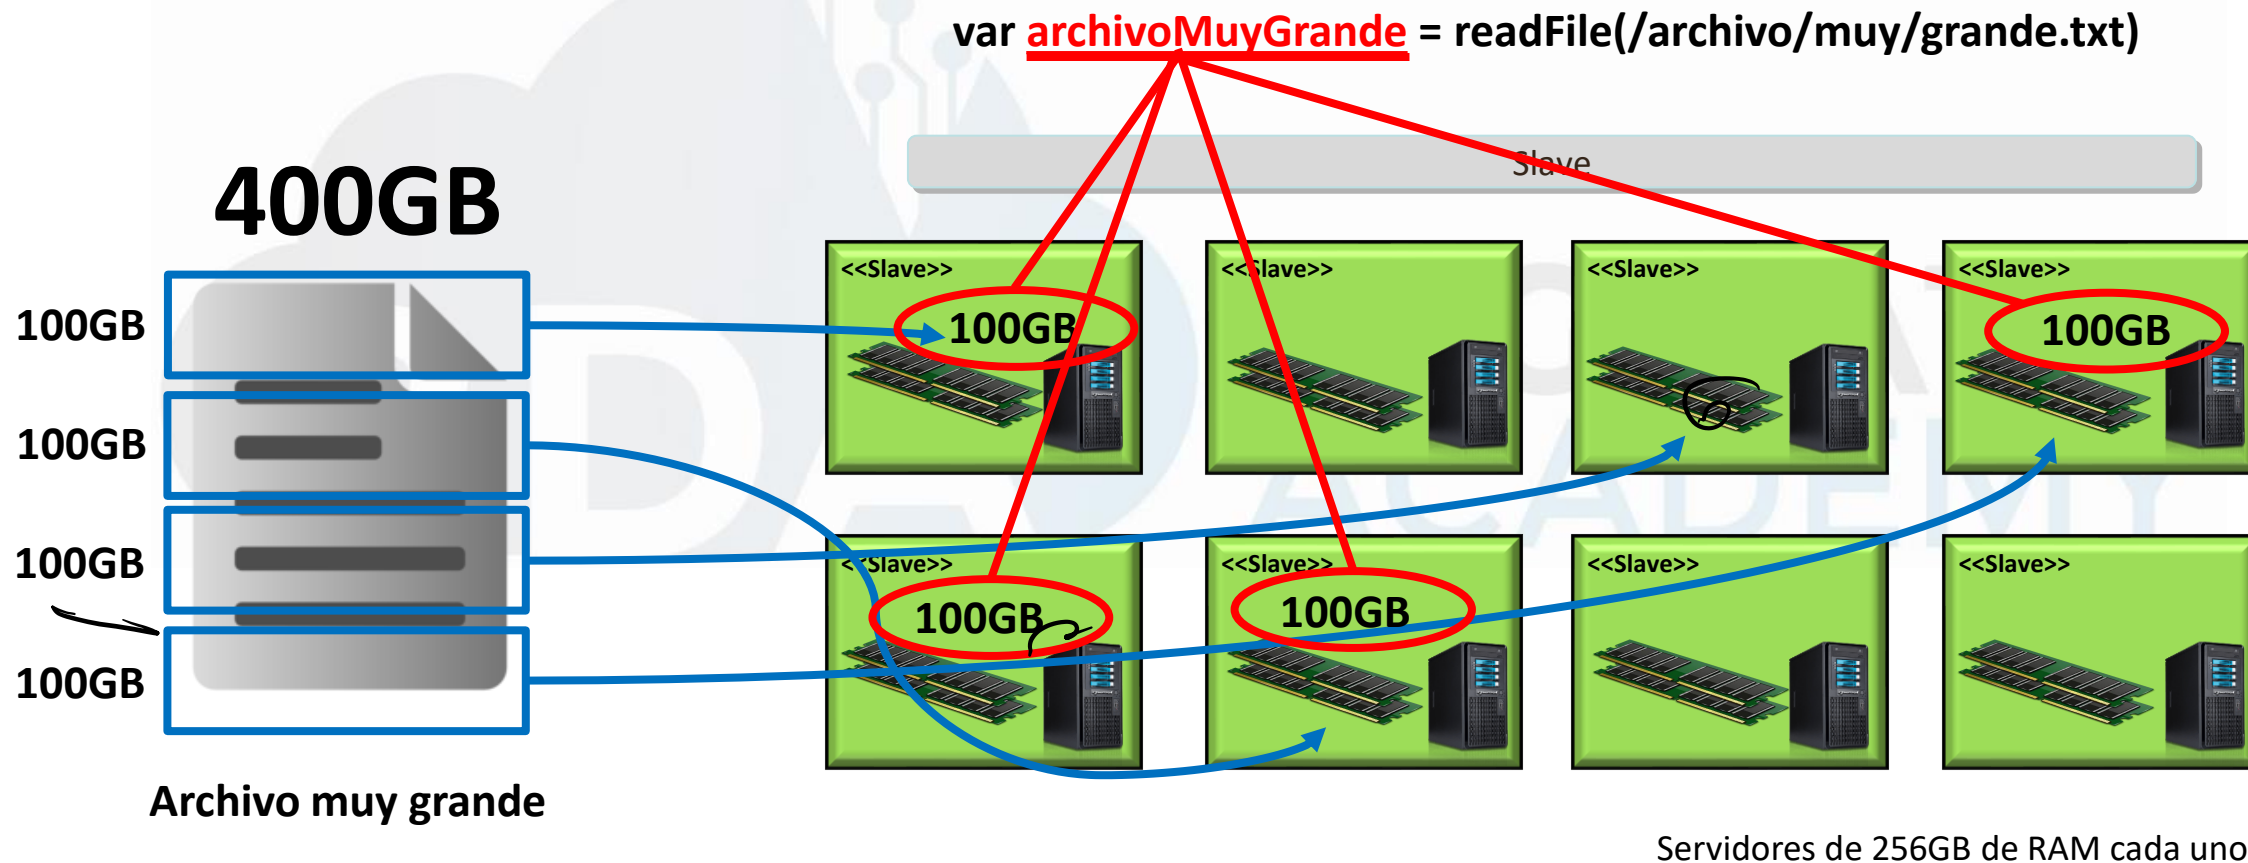 var archivoMuyGrande = readFile(/archivo/muy/grande.txt)
Slave
400GB
100GB
100GB
100GB
100GB
Archivo muy grande
<<Slave>>
100GB
<<Slave>>
<<Slave>>
<<Slave>>
100GB
<<Slave>>
100GB
<<Slave>>
100GB
<<Slave>>
<<Slave>>
ACADEMY
Servidores de 256GB de RAM cada uno